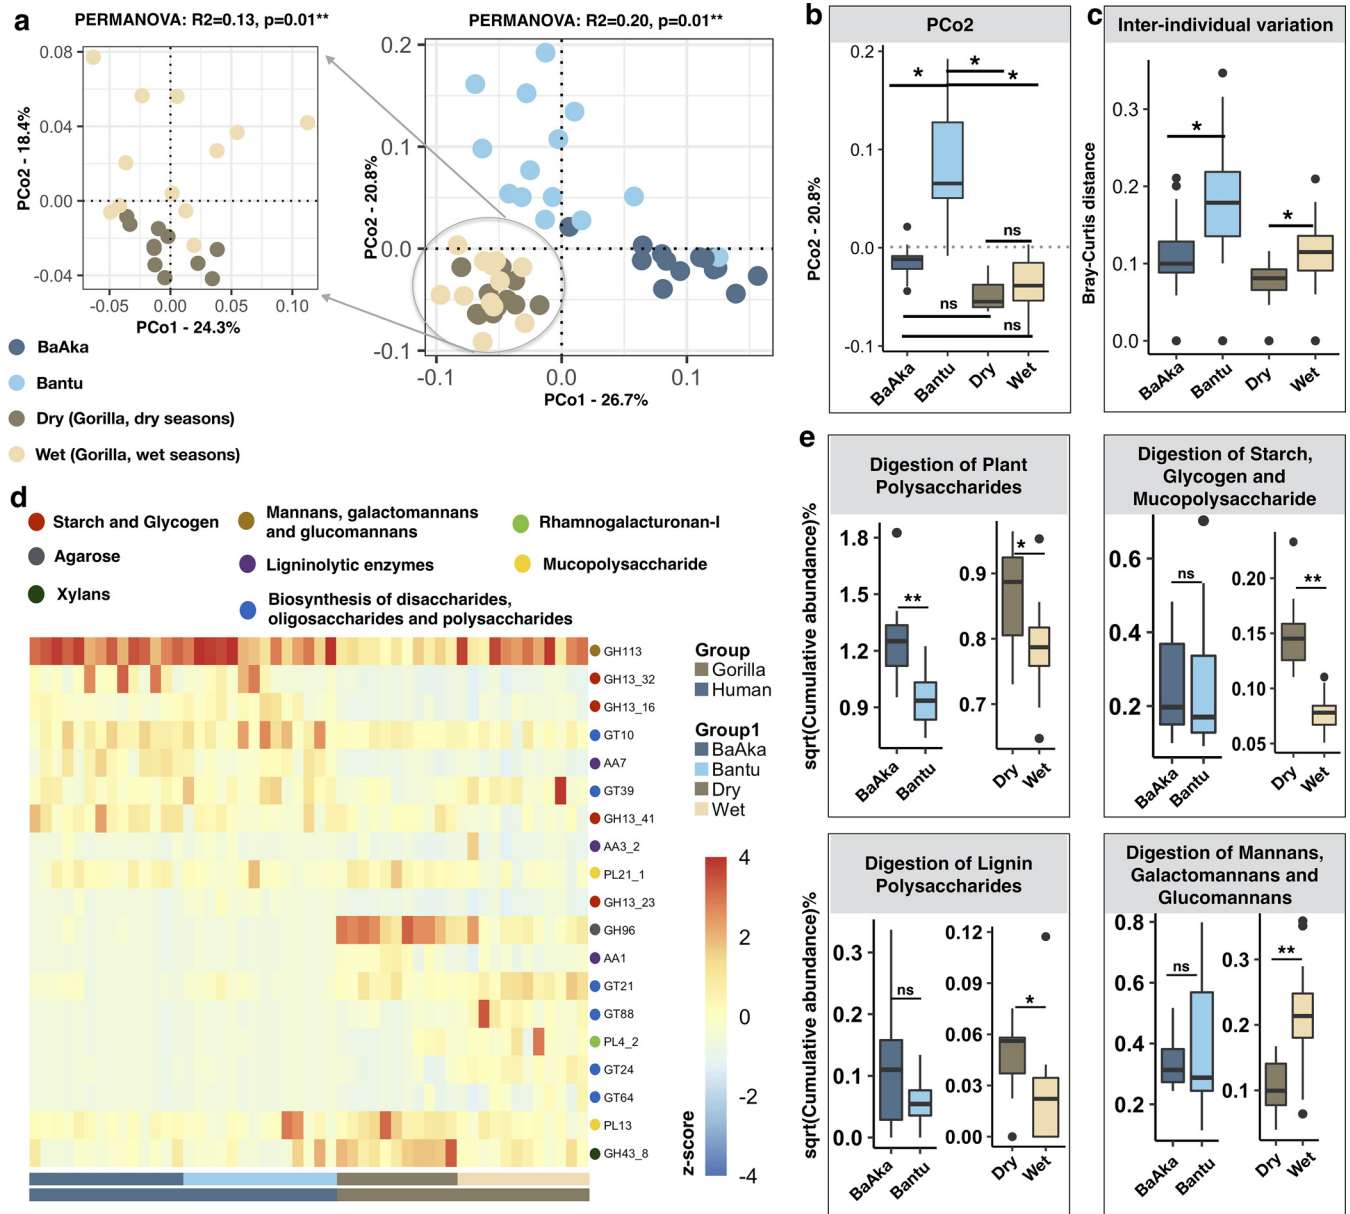 a
PERMANOVA: R2=0.13, p=0.01**
PERMANOVA: R2=0.20, p=0.01**
0.08
0.04
0.00
-0.04
PCo2 - 18.4%
-0.05
0.00
0.05
0.10
PCo1 - 24.3%
0.2
0.1
0.0
-0.1
PCo2 - 20.8%
-0.1
0.0
0.1
PCo1 - 26.7%
BaAka
Bantu
Dry (Gorilla, dry seasons)
Wet (Gorilla, wet seasons)
b
PCo2
0.2
0.1
0.0
-0.1
PCo2 - 20.8%
*
*
*
ns
ns
ns
BaAka
Bantu
Dry
Wet
c
Inter-individual variation
0.3
0.2
0.1
0.0
Bray-Curtis distance
*
*
BaAka
Bantu
Dry
Wet
d
Starch and Glycogen
Agarose
Xylans
Mannans, galactomannans
and glucomannans
Ligninolytic enzymes
Biosynthesis of disaccharides,
oligosaccharides and polysaccharides
Rhamnogalacturonan-I
Mucopolysaccharide
GH113
GH13_32
GH13_16
GT10
AA7
GT39
GH13_41
AA3_2
PL21_1
GH13_23
GH96
AA1
GT21
GT88
PL4_2
GT24
GT64
PL13
GH43_8
Group
Gorilla
Human
Group1
BaAka
Bantu
Dry
Wet
4
2
0
-2
-4
z-score
e
Digestion of Plant
Polysaccharides
sqrt(Cumulative abundance)%
1.8
1.5
1.2
0.9
**
BaAka
Bantu
0.9
0.8
0.7
*
Dry
Wet
Digestion of Starch,
Glycogen and
Mucopolysaccharide
0.6
0.4
0.2
ns
BaAka
Bantu
0.20
0.15
0.10
0.05
**
Dry
Wet
Digestion of Lignin
Polysaccharides
sqrt(Cumulative abundance)%
0.3
0.2
0.1
0.0
ns
BaAka
Bantu
0.12
0.09
0.06
0.03
0.00
*
Dry
Wet
Digestion of Mannans,
Galactomannans and
Glucomannans
0.8
0.6
0.4
0.2
ns
BaAka
Bantu
0.3
0.2
0.1
**
Dry
Wet